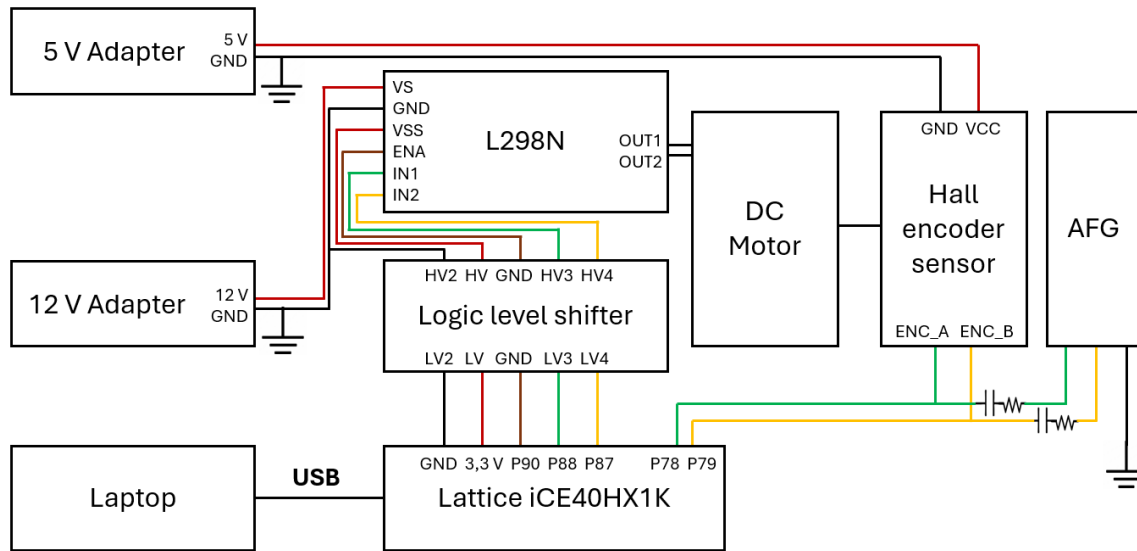 5 V Adapter
5 V
GND
VS
GND
VSS
ENA
IN1
IN2
L298N
OUT1
OUT2
DC
Motor
GND VCC
Hall
encoder
sensor
ENC_A ENC_B
AFG
12 V Adapter
12 V
GND
HV2 HV GND HV3 HV4
Logic level shifter
LV2 LV GND LV3 LV4
Laptop
USB
GND 3,3 V P90 P88 P87 P78 P79
Lattice iCE40HX1K